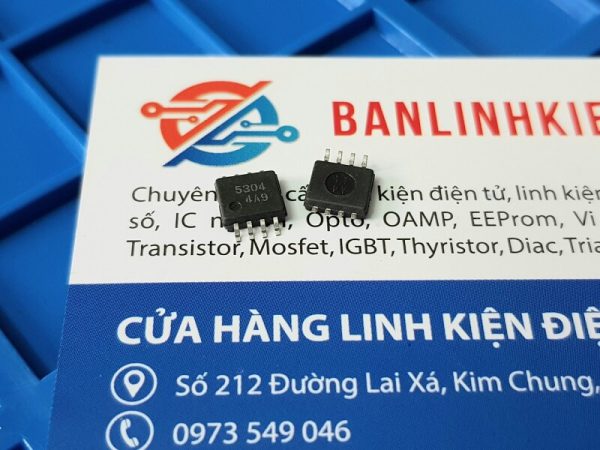 BANLINHKIE
Chuyên kiện điện tử, linh kiện
số, IC Opto, OAMP, EEProm, Vi
Transistor, Mosfet, IGBT, Thyristor, Diac, Tria
5304
4A9
CỬA HÀNG LINH KIỆN ĐIỆ
Số 212 Đường Lai Xá, Kim Chung,
0973 549 046